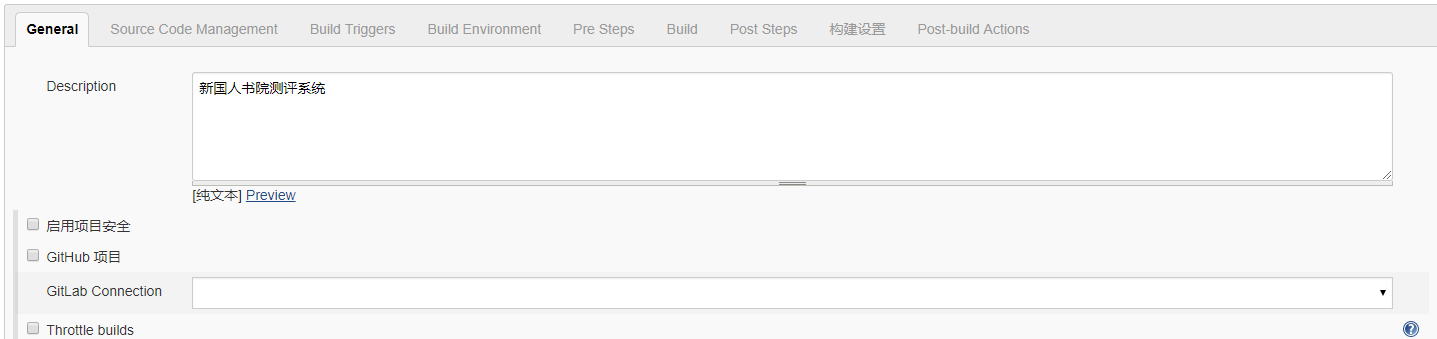 General Source Code Management Build Triggers Build Environment Pre Steps Build Post Steps 构建设置 Post-build Actions
Description
新国人书院测评系统
[纯文本] Preview
启用项目安全
GitHub 项目
GitLab Connection
Throttle builds